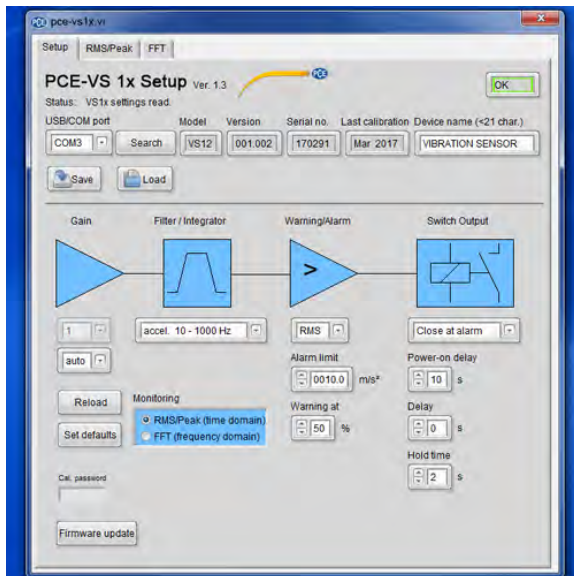 pce-vs1x.vi
Setup RMS/Peak FFT
PCE-VS 1x Setup Ver. 1.3
PCE
OK
Status: VS1x settings read.
USB/COM port Model Version Serial no. Last calibration Device name (<21 char.)
COM3 Search VS12 001.002 170291 Mar. 2017 VIBRATION SENSOR
Save Load
Gain Filter / Integrator Warning/Alarm Switch Output
>
1 accel. 10 - 1000 Hz RMS Close at alarm
auto Alarm limit Power-on delay
0010.0 m/s² 10 s
Reload Monitoring Warning at Delay
RMS/Peak (time domain)
Set defaults FFT (frequency domain) 50 % 0 s
Hold time
2 s
Cal. password
Firmware update